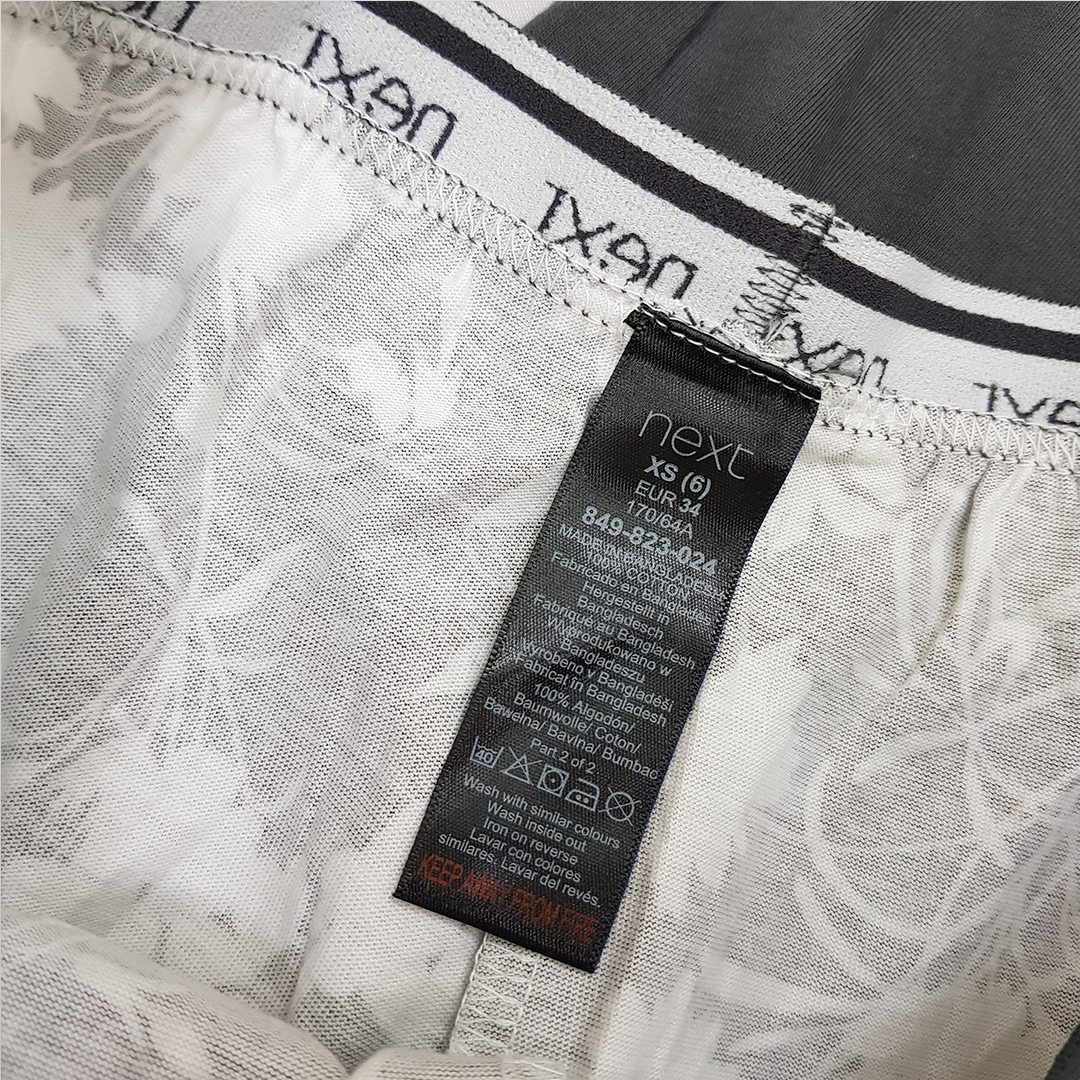 next
next
next
XS (6)
EUR 34
170/64A
849-823-024
MADE IN BANGLADESH
100% COTTON
Fabricado en Bangladés
Hergestellt in
Bangladesch
Fabriqué au Bangladesh
Wyprodukowano w
Bangladeszu
Vyrobeno v Bangladéši
Fabricat în Bangladesh
100% Algodón/
Baumwolle/ Coton/
Bawełna/ Bavlna/ Bumbac
Part 2 of 2
40
Wash with similar colours
Wash inside out
Iron on reverse
Lavar con colores
similares. Lavar del revés.
KEEP AWAY FROM FIRE